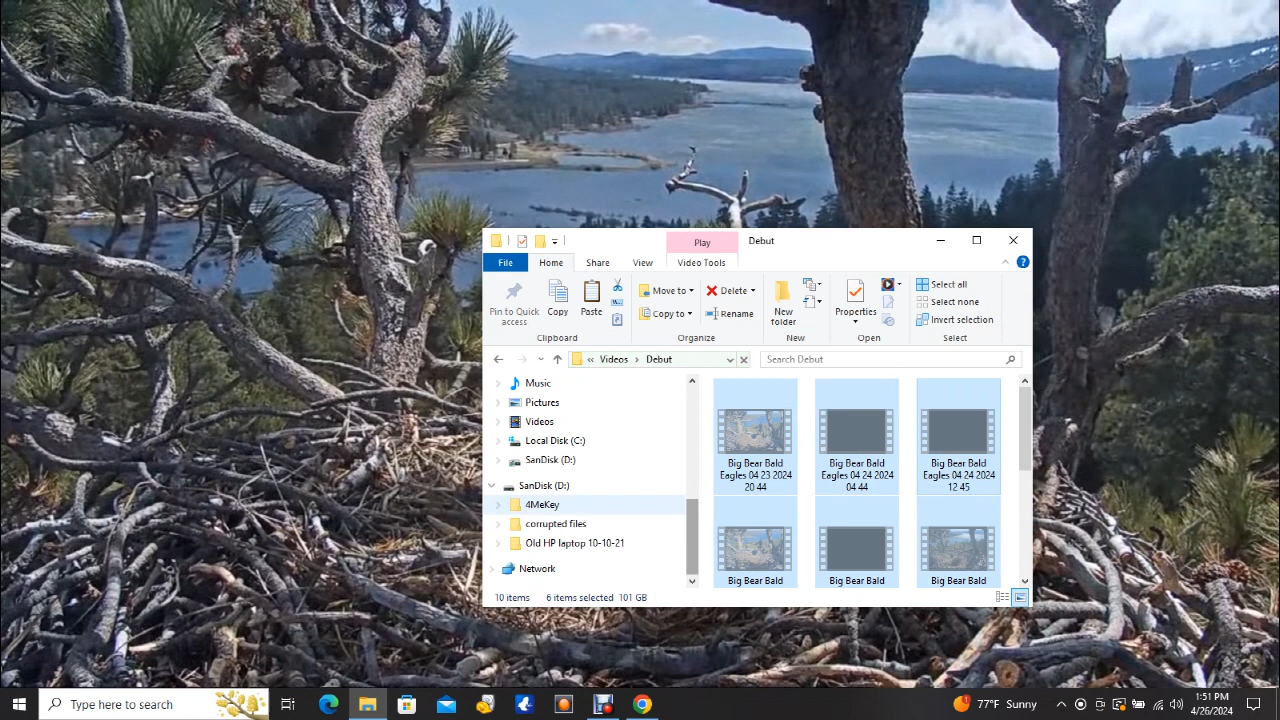 Play
Debut
File
Home
Share
View
Video Tools
Pin to Quick
access
Copy
Paste
Move to
Copy to
Delete
Rename
New
folder
Properties
Select all
Select none
Invert selection
Clipboard
Organize
New
Open
Select
« Videos > Debut
Search Debut
Music
Pictures
Videos
Local Disk (C:)
SanDisk (D:)
SanDisk (D:)
4MeKey
corrupted files
Old HP laptop 10-10-21
Network
Big Bear Bald
Eagles 04 23 2024
20 44
Big Bear Bald
Eagles 04 24 2024
04 44
Big Bear Bald
Eagles 04 24 2024
12 45
Big Bear Bald
Big Bear Bald
Big Bear Bald
10 items
6 items selected 101 GB
Type here to search
77°F Sunny
1:51 PM
4/26/2024